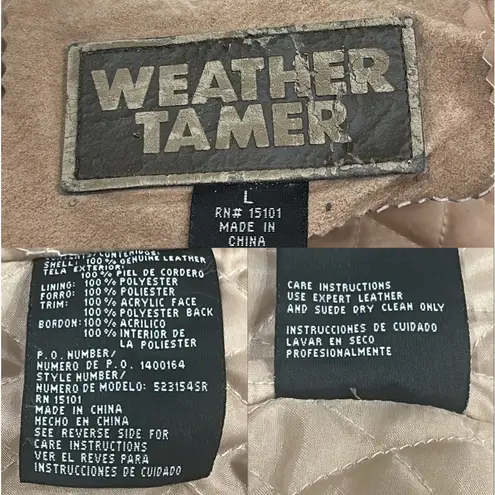 WEATHER
TAMER
L
RN# 15101
MADE IN
CHINA
SHELL: 100% GENUINE LEATHER
TELA EXTERIOR:
100% PIEL DE CORDERO
LINING: 100% POLYESTER
FORRO: 100% POLIESTER
TRIM: 100% ACRYLIC FACE
100% POLYESTER BACK
BORDON: 100% ACRILICO
100% INTERIOR DE
LA POLIESTER
P.O. NUMBER/
NUMERO DE P.O. 1400164
STYLE NUMBER/
NUMERO DE MODELO: 523154SR
RN 15101
MADE IN CHINA
HECHO EN CHINA
SEE REVERSE SIDE FOR
CARE INSTRUCTIONS
VER EL REVES PARA
INSTRUCCIONES DE CUIDADO
CARE INSTRUCTIONS
USE EXPERT LEATHER
AND SUEDE DRY CLEAN ONLY
INSTRUCCIONES DE CUIDADO
LAVAR EN SECO
PROFESIONALMENTE